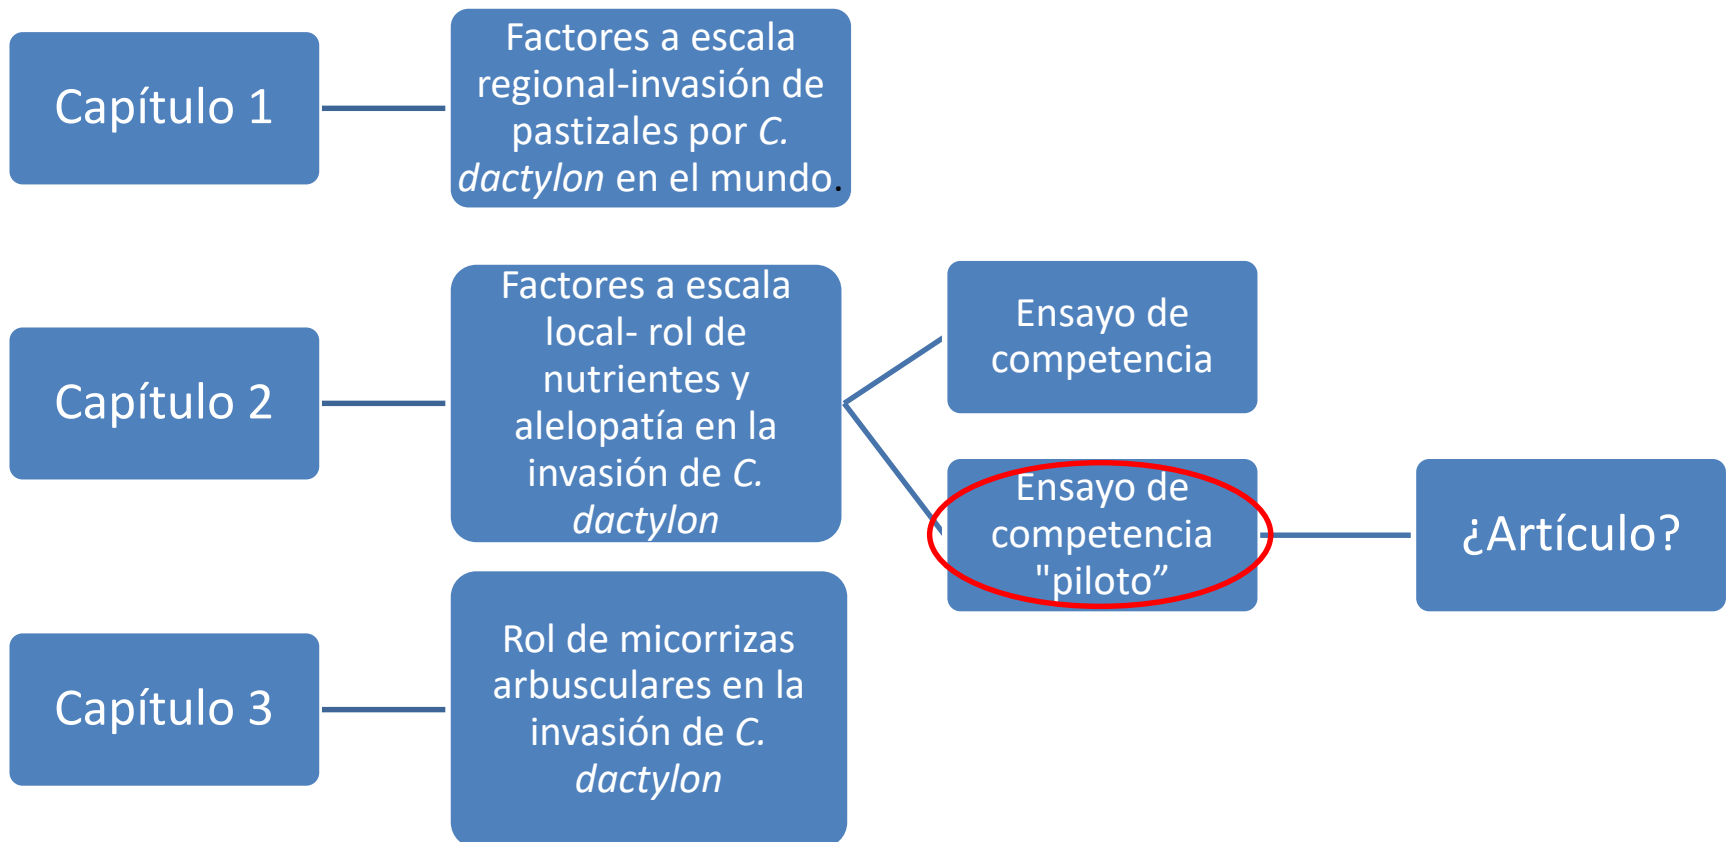 Capítulo 1
Factores a escala
regional-invasión de
pastizales por C.
dactylon en el mundo.
Capítulo 2
Factores a escala
local- rol de
nutrientes y
alelopatía en la
invasión de C.
dactylon
Ensayo de
competencia
Ensayo de
competencia
"piloto”
¿Artículo?
Capítulo 3
Rol de micorrizas
arbusculares en la
invasión de C.
dactylon